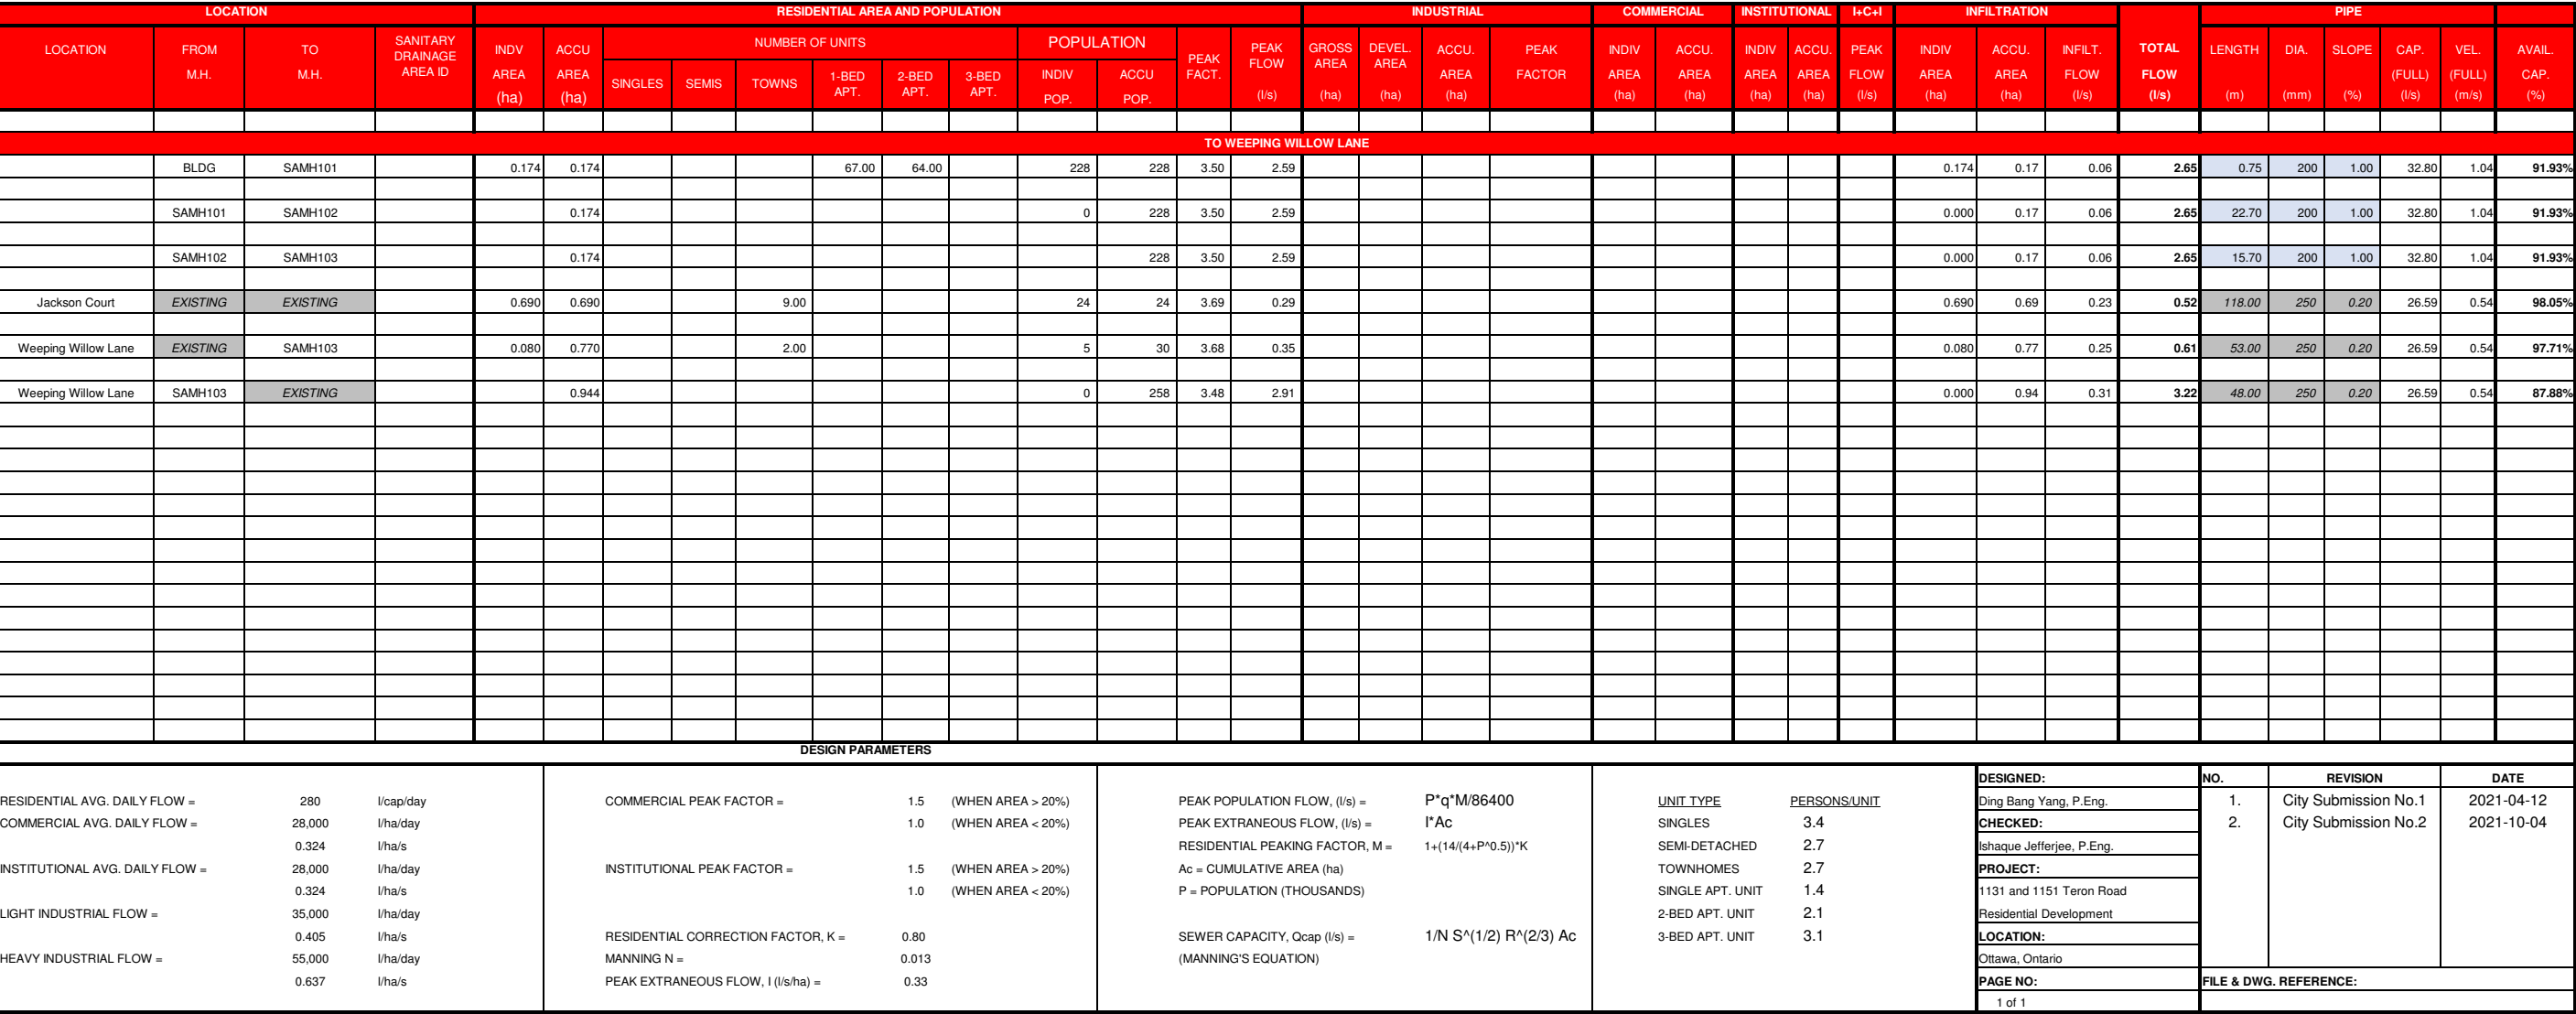 LOCATION RESIDENTIAL AREA AND POPULATION INDUSTRIAL COMMERCIAL INSTITUTIONAL I+C+I INFILTRATION PIPE
LOCATION FROM M.H. TO M.H. SANITARY DRAINAGE AREA ID INDV AREA (ha) ACCU AREA (ha) NUMBER OF UNITS SINGLES SEMIS TOWNS 1-BED APT. 2-BED APT. 3-BED APT. POPULATION INDIV POP. ACCU POP. PEAK FACT. PEAK FLOW (l/s) GROSS AREA (ha) DEVEL. AREA (ha) ACCU. AREA (ha) PEAK FACTOR INDIV AREA (ha) ACCU. AREA (ha) INDIV AREA (ha) ACCU. AREA (ha) PEAK FLOW (l/s) INDIV AREA (ha) ACCU. AREA (ha) INFILT. FLOW (l/s) TOTAL FLOW (l/s) LENGTH (m) DIA. (mm) SLOPE (%) CAP. (FULL) (l/s) VEL. (FULL) (m/s) AVAIL. CAP. (%)
TO WEEPING WILLOW LANE
BLDG SAMH101 0.174 0.174 67.00 64.00 228 228 3.50 2.59 0.174 0.17 0.06 2.65 0.75 200 1.00 32.80 1.04 91.93%
SAMH101 SAMH102 0.174 0 228 3.50 2.59 0.000 0.17 0.06 2.65 22.70 200 1.00 32.80 1.04 91.93%
SAMH102 SAMH103 0.174 228 3.50 2.59 0.000 0.17 0.06 2.65 15.70 200 1.00 32.80 1.04 91.93%
Jackson Court EXISTING EXISTING 0.690 0.690 9.00 24 24 3.69 0.29 0.690 0.69 0.23 0.52 118.00 250 0.20 26.59 0.54 98.05%
Weeping Willow Lane EXISTING SAMH103 0.080 0.770 2.00 5 30 3.68 0.35 0.080 0.77 0.25 0.61 53.00 250 0.20 26.59 0.54 97.71%
Weeping Willow Lane SAMH103 EXISTING 0.944 0 258 3.48 2.91 0.000 0.94 0.31 3.22 48.00 250 0.20 26.59 0.54 87.88%
DESIGN PARAMETERS
RESIDENTIAL AVG. DAILY FLOW = 280 l/cap/day
COMMERCIAL AVG. DAILY FLOW = 28,000 l/ha/day
0.324 l/ha/s
INSTITUTIONAL AVG. DAILY FLOW = 28,000 l/ha/day
0.324 l/ha/s
LIGHT INDUSTRIAL FLOW = 35,000 l/ha/day
0.405 l/ha/s
HEAVY INDUSTRIAL FLOW = 55,000 l/ha/day
0.637 l/ha/s
COMMERCIAL PEAK FACTOR = 1.5 (WHEN AREA > 20%)
1.0 (WHEN AREA < 20%)
INSTITUTIONAL PEAK FACTOR = 1.5 (WHEN AREA > 20%)
1.0 (WHEN AREA < 20%)
RESIDENTIAL CORRECTION FACTOR, K = 0.80
MANNING N = 0.013
PEAK EXTRANEOUS FLOW, I (l/s/ha) = 0.33
PEAK POPULATION FLOW, (l/s) = P*q*M/86400
PEAK EXTRANEOUS FLOW, (l/s) = I*Ac
RESIDENTIAL PEAKING FACTOR, M = 1+(14/(4+P^0.5))*K
Ac = CUMULATIVE AREA (ha)
P = POPULATION (THOUSANDS)
SEWER CAPACITY, Qcap (l/s) = 1/N S^(1/2) R^(2/3) Ac
(MANNING'S EQUATION)
UNIT TYPE PERSONS/UNIT
SINGLES 3.4
SEMI-DETACHED 2.7
TOWNHOMES 2.7
SINGLE APT. UNIT 1.4
2-BED APT. UNIT 2.1
3-BED APT. UNIT 3.1
DESIGNED:
Ding Bang Yang, P.Eng.
CHECKED:
Ishaque Jefferjee, P.Eng.
PROJECT:
1131 and 1151 Teron Road
Residential Development
LOCATION:
Ottawa, Ontario
PAGE NO:
1 of 1
NO. REVISION DATE
1. City Submission No.1 2021-04-12
2. City Submission No.2 2021-10-04
FILE & DWG. REFERENCE: